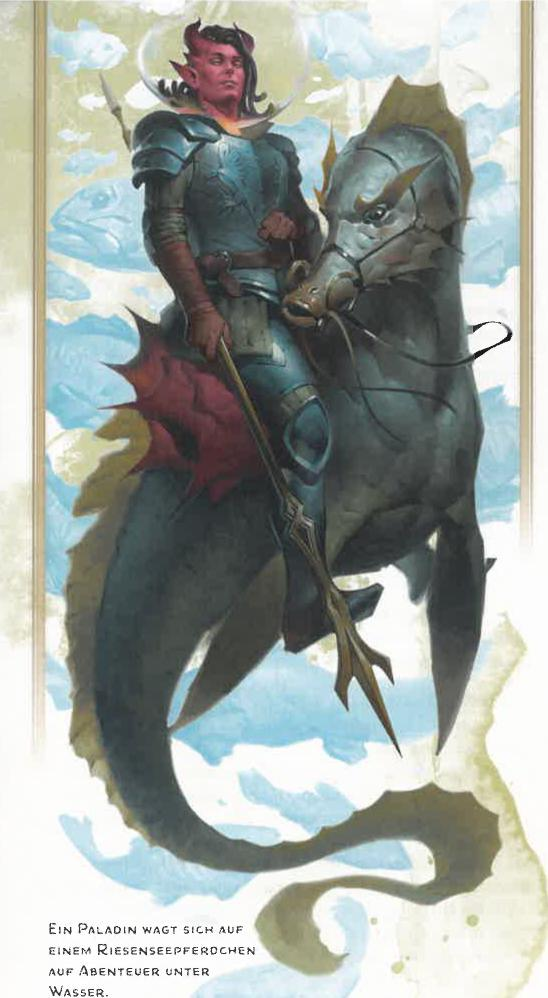 Ein Paladin wagt sich auf
einem Riesenseepferdchen
auf Abenteuer unter
Wasser.